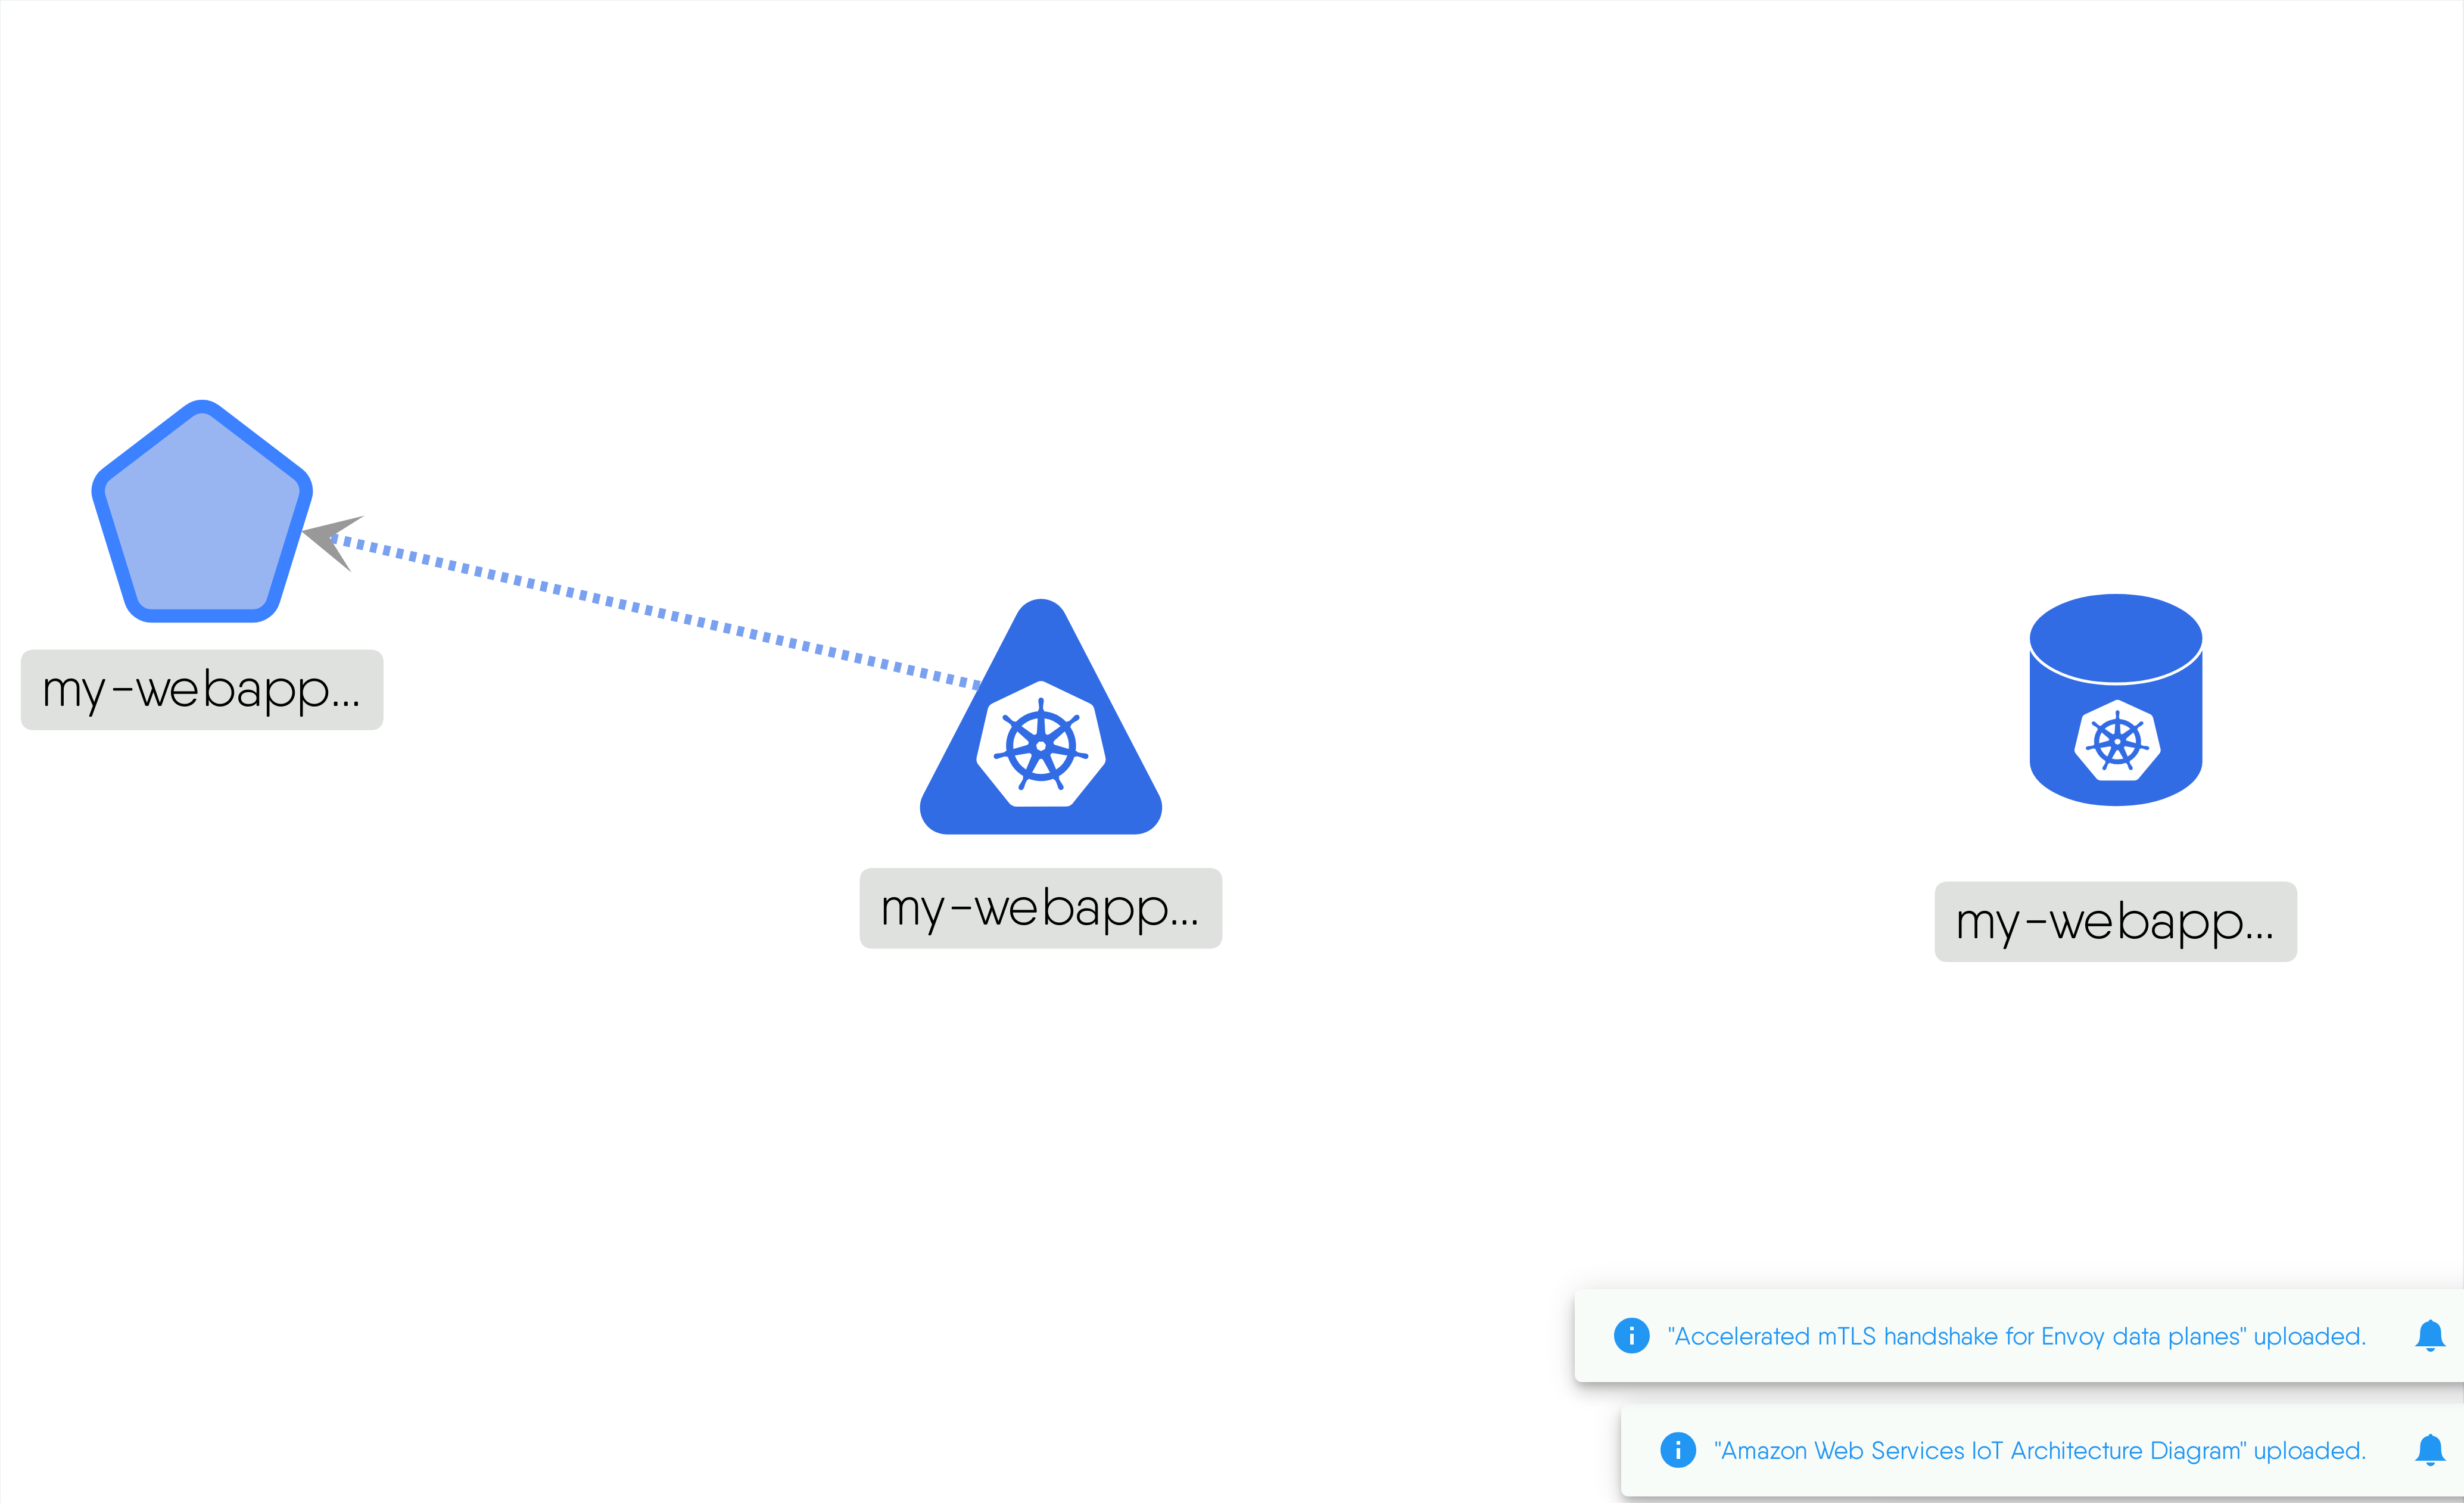 my-webapp...
my-webapp...
my-webapp...
"Accelerated mTLS handshake for Envoy data planes" uploaded.
"Amazon Web Services IoT Architecture Diagram" uploaded.